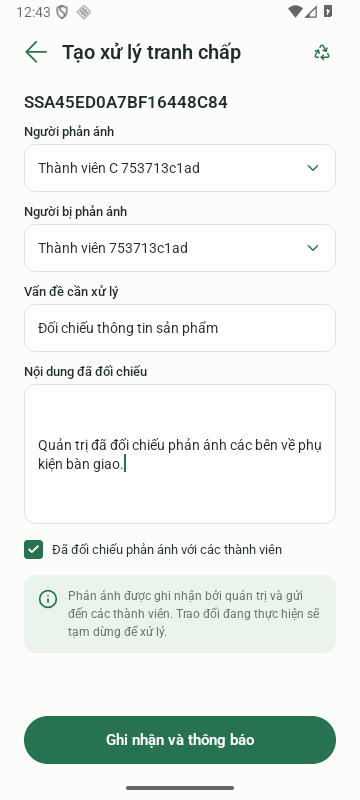 12:43
Tạo xử lý tranh chấp
SSA45ED0A7BF16448C84
Người phản ánh
Thành viên C 753713c1ad
Người bị phản ánh
Thành viên 753713c1ad
Vấn đề cần xử lý
Đối chiếu thông tin sản phẩm
Nội dung đã đối chiếu
Quản trị đã đối chiếu phản ánh các bên về phụ
kiện bàn giao.
Đã đối chiếu phản ánh với các thành viên
Phản ánh được ghi nhận bởi quản trị và gửi
đến các thành viên. Trao đổi đang thực hiện sẽ
tạm dừng để xử lý.
Ghi nhận và thông báo